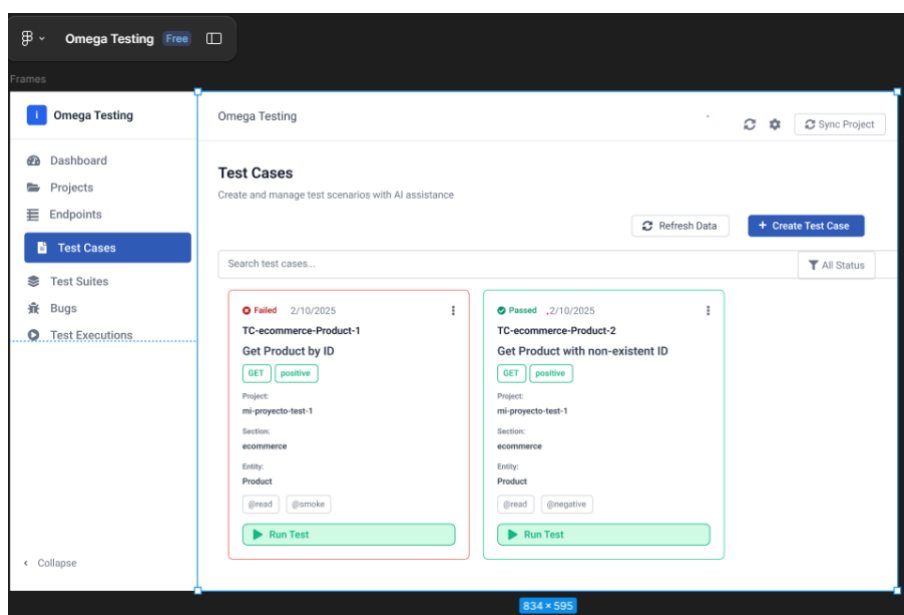 Omega Testing Free
Frames
i Omega Testing
Omega Testing
Sync Project
Dashboard
Projects
Endpoints
Test Cases
Test Suites
Bugs
Test Executions
Collapse
Test Cases
Create and manage test scenarios with AI assistance
Refresh Data
+ Create Test Case
Search test cases...
All Status
Failed 2/10/2025
TC-ecommerce-Product-1
Get Product by ID
GET positive
Project:
mi-proyecto-test-1
Section:
ecommerce
Entity:
Product
@read @smoke
Run Test
Passed ,2/10/2025
TC-ecommerce-Product-2
Get Product with non-existent ID
GET positive
Project:
mi-proyecto-test-1
Section:
ecommerce
Entity:
Product
@read @negative
Run Test
834 × 595